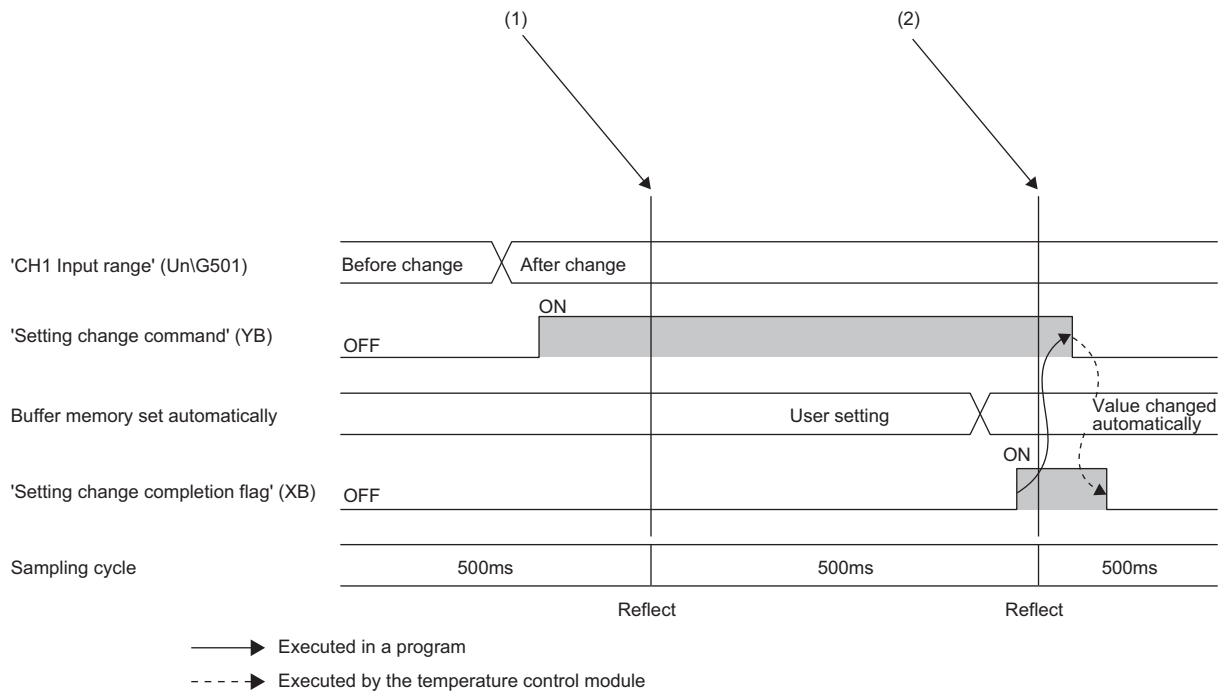 (1)
(2)
'CH1 Input range' (Un\G501)
Before change
After change
ON
'Setting change command' (YB)
OFF
Buffer memory set automatically
User setting
Value changed
automatically
ON
'Setting change completion flag' (XB)
OFF
Sampling cycle
500ms
500ms
500ms
Reflect
Reflect
Executed in a program
Executed by the temperature control module